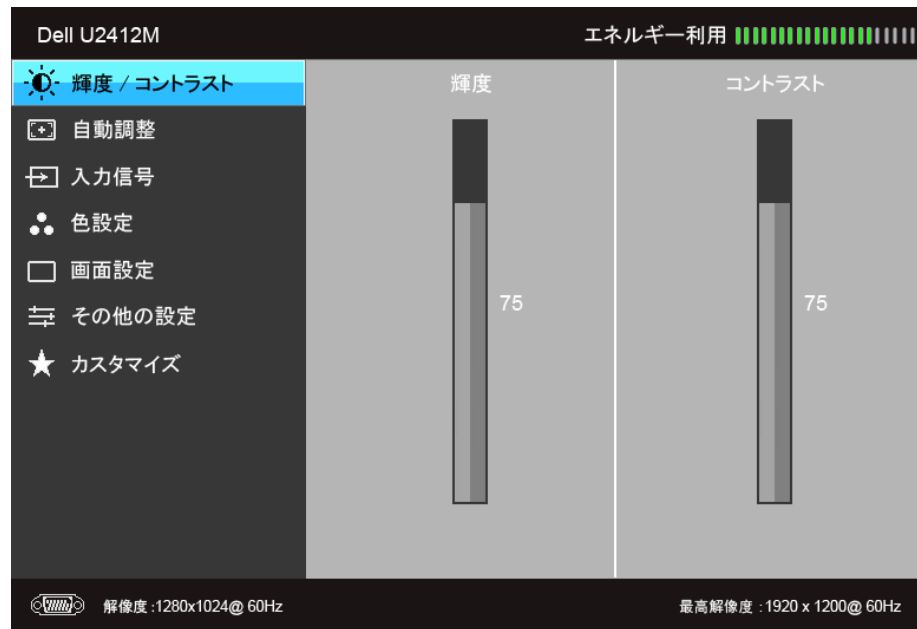 Dell U2412M
エネルギー利用
輝度 / コントラスト
自動調整
入力信号
色設定
画面設定
その他の設定
カスタマイズ
輝度
75
コントラスト
75
解像度 :1280x1024@ 60Hz
最高解像度 : 1920 x 1200@ 60Hz